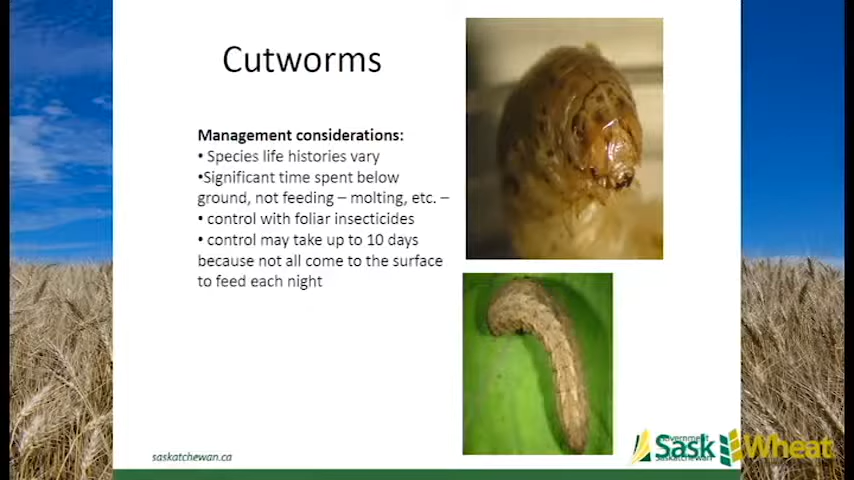 Cutworms
Management considerations:
• Species life histories vary
•Significant time spent below
ground, not feeding – molting, etc. –
• control with foliar insecticides
• control may take up to 10 days
because not all come to the surface
to feed each night
saskatchewan.ca
Government
Sask Wheat
Saskatchewan